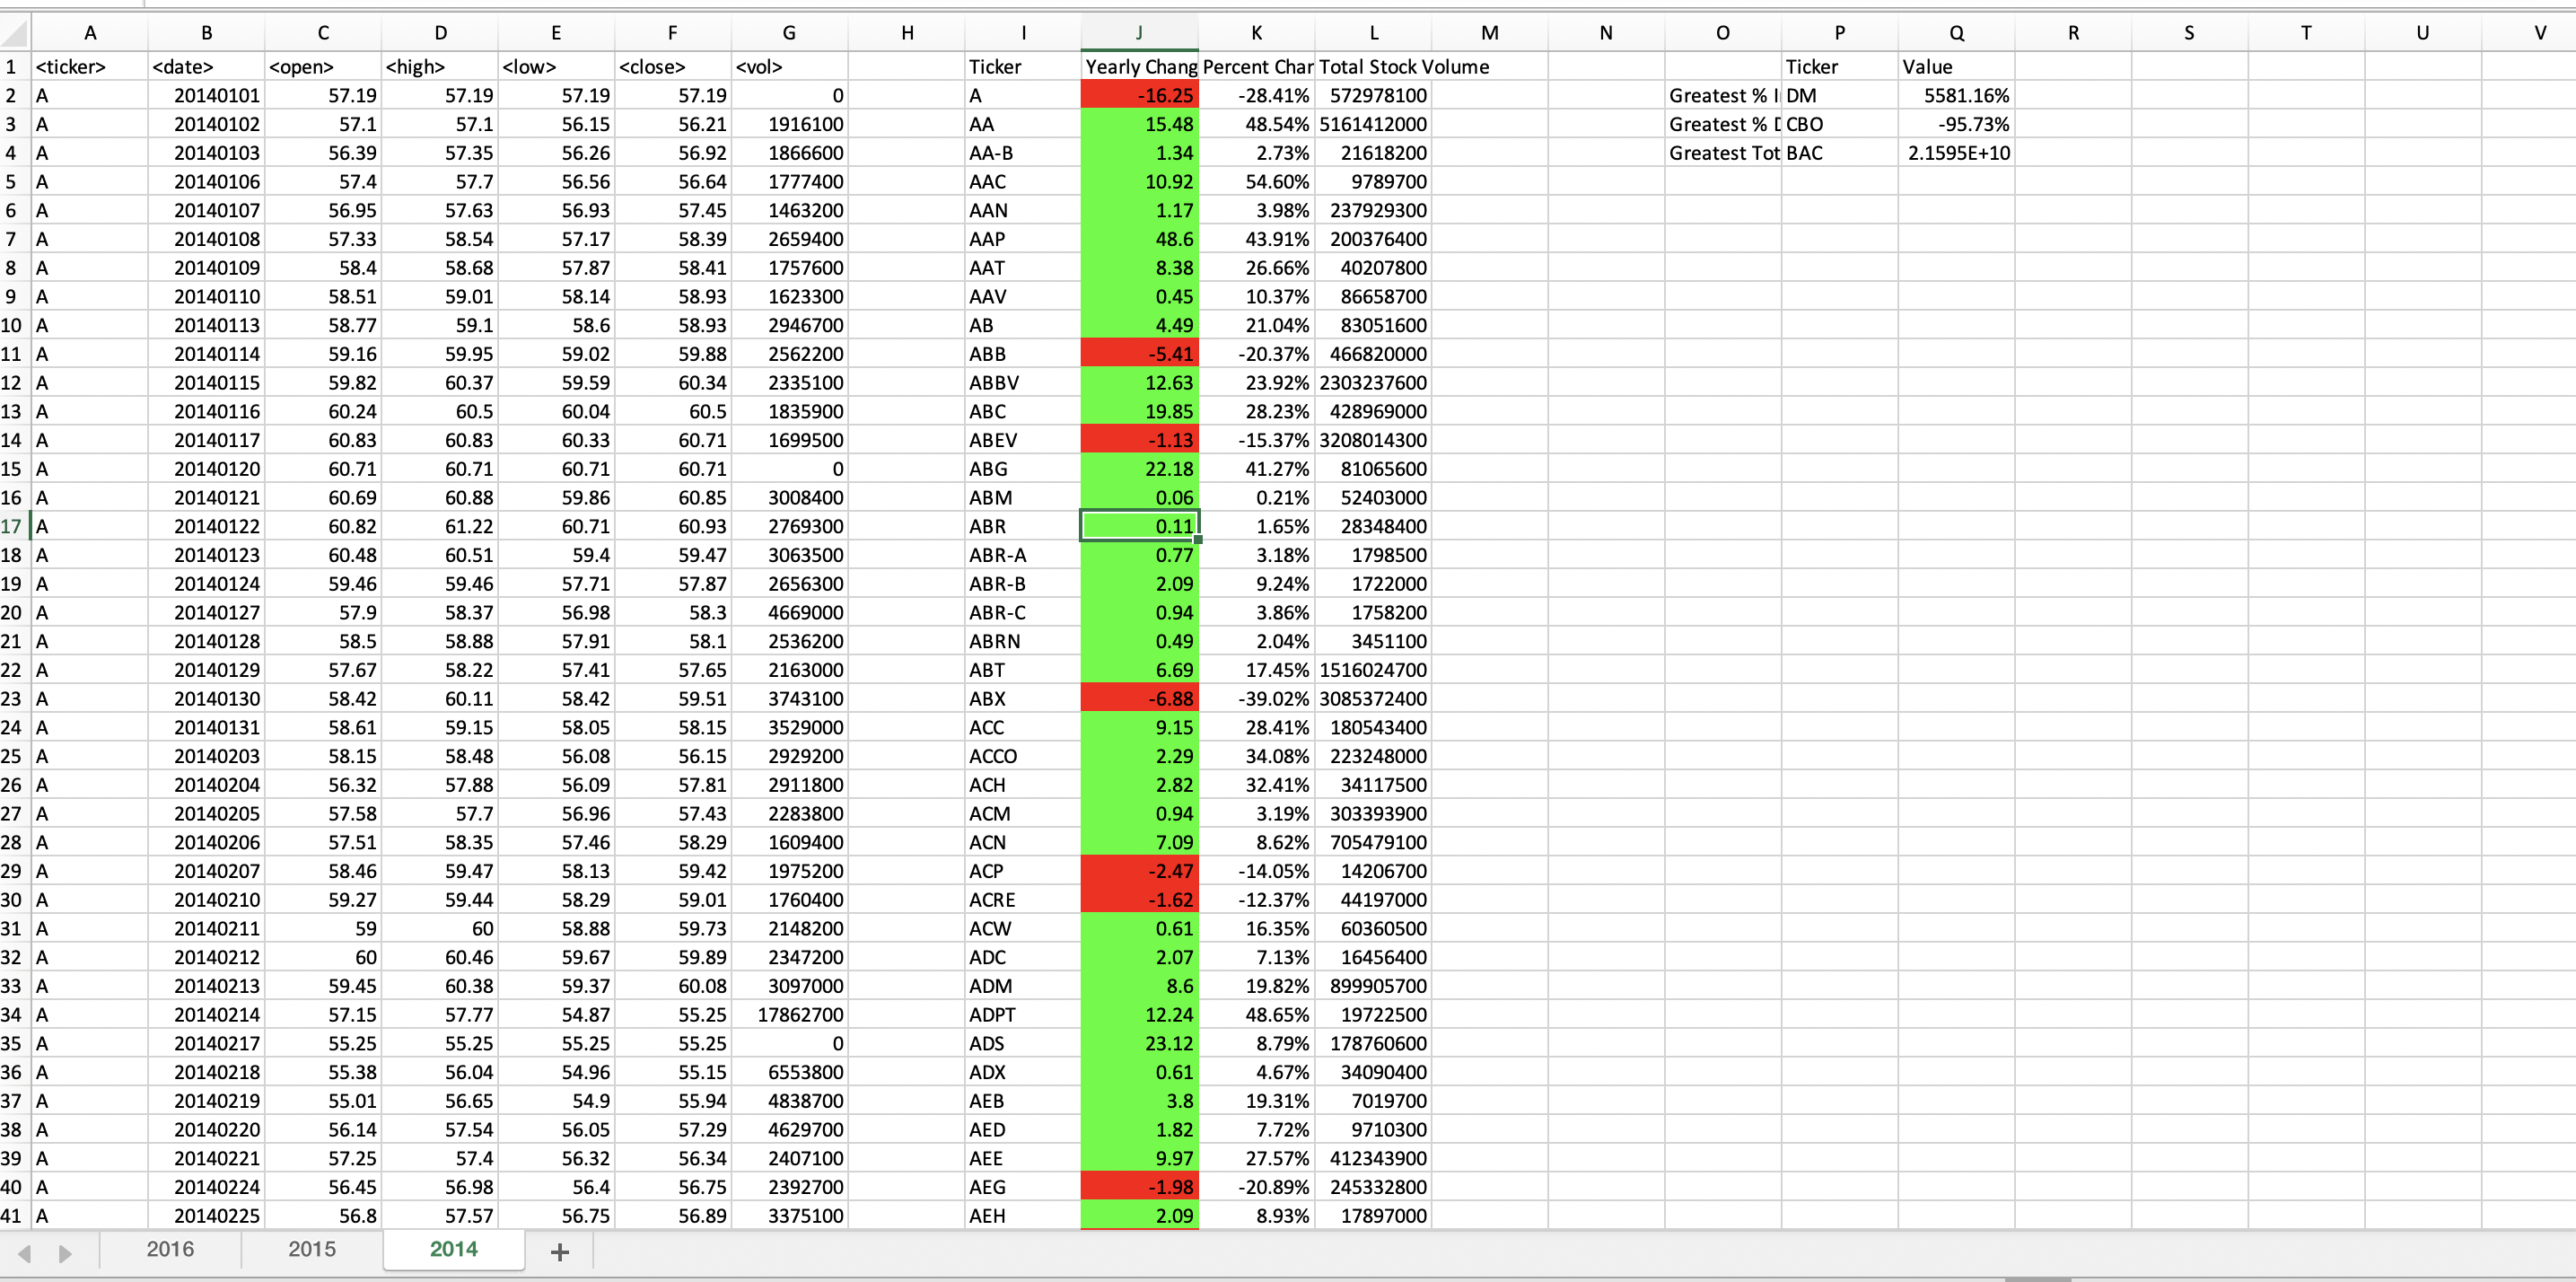 A B C D E F G H I J K L M N O P Q R S T U V
1 <ticker> <date> <open> <high> <low> <close> <vol> Ticker Yearly Chang Percent Char Total Stock Volume Ticker Value
2 A 20140101 57.19 57.19 57.19 57.19 0 A -16.25 -28.41% 572978100 Greatest % I DM 5581.16%
3 A 20140102 57.1 57.1 56.15 56.21 1916100 AA 15.48 48.54% 5161412000 Greatest % D CBO -95.73%
4 A 20140103 56.39 57.35 56.26 56.92 1866600 AA-B 1.34 2.73% 21618200 Greatest Tot BAC 2.1595E+10
5 A 20140106 57.4 57.7 56.56 56.64 1777400 AAC 10.92 54.60% 9789700
6 A 20140107 56.95 57.63 56.93 57.45 1463200 AAN 1.17 3.98% 237929300
7 A 20140108 57.33 58.54 57.17 58.39 2659400 AAP 48.6 43.91% 200376400
8 A 20140109 58.4 58.68 57.87 58.41 1757600 AAT 8.38 26.66% 40207800
9 A 20140110 58.51 59.01 58.14 58.93 1623300 AAV 0.45 10.37% 86658700
10 A 20140113 58.77 59.1 58.6 58.93 2946700 AB 4.49 21.04% 83051600
11 A 20140114 59.16 59.95 59.02 59.88 2562200 ABB -5.41 -20.37% 466820000
12 A 20140115 59.82 60.37 59.59 60.34 2335100 ABBV 12.63 23.92% 2303237600
13 A 20140116 60.24 60.5 60.04 60.5 1835900 ABC 19.85 28.23% 428969000
14 A 20140117 60.83 60.83 60.33 60.71 1699500 ABEV -1.13 -15.37% 3208014300
15 A 20140120 60.71 60.71 60.71 60.71 0 ABG 22.18 41.27% 81065600
16 A 20140121 60.69 60.88 59.86 60.85 3008400 ABM 0.06 0.21% 52403000
17 A 20140122 60.82 61.22 60.71 60.93 2769300 ABR 0.11 1.65% 28348400
18 A 20140123 60.48 60.51 59.4 59.47 3063500 ABR-A 0.77 3.18% 1798500
19 A 20140124 59.46 59.46 57.71 57.87 2656300 ABR-B 2.09 9.24% 1722000
20 A 20140127 57.9 58.37 56.98 58.3 4669000 ABR-C 0.94 3.86% 1758200
21 A 20140128 58.5 58.88 57.91 58.1 2536200 ABRN 0.49 2.04% 3451100
22 A 20140129 57.67 58.22 57.41 57.65 2163000 ABT 6.69 17.45% 1516024700
23 A 20140130 58.42 60.11 58.42 59.51 3743100 ABX -6.88 -39.02% 3085372400
24 A 20140131 58.61 59.15 58.05 58.15 3529000 ACC 9.15 28.41% 180543400
25 A 20140203 58.15 58.48 56.08 56.15 2929200 ACCO 2.29 34.08% 223248000
26 A 20140204 56.32 57.88 56.09 57.81 2911800 ACH 2.82 32.41% 34117500
27 A 20140205 57.58 57.7 56.96 57.43 2283800 ACM 0.94 3.19% 303393900
28 A 20140206 57.51 58.35 57.46 58.29 1609400 ACN 7.09 8.62% 705479100
29 A 20140207 58.46 59.47 58.13 59.42 1975200 ACP -2.47 -14.05% 14206700
30 A 20140210 59.27 59.44 58.29 59.01 1760400 ACRE -1.62 -12.37% 44197000
31 A 20140211 59 60 58.88 59.73 2148200 ACW 0.61 16.35% 60360500
32 A 20140212 60 60.46 59.67 59.89 2347200 ADC 2.07 7.13% 16456400
33 A 20140213 59.45 60.38 59.37 60.08 3097000 ADM 8.6 19.82% 899905700
34 A 20140214 57.15 57.77 54.87 55.25 17862700 ADPT 12.24 48.65% 19722500
35 A 20140217 55.25 55.25 55.25 55.25 0 ADS 23.12 8.79% 178760600
36 A 20140218 55.38 56.04 54.96 55.15 6553800 ADX 0.61 4.67% 34090400
37 A 20140219 55.01 56.65 54.9 55.94 4838700 AEB 3.8 19.31% 7019700
38 A 20140220 56.14 57.54 56.05 57.29 4629700 AED 1.82 7.72% 9710300
39 A 20140221 57.25 57.4 56.32 56.34 2407100 AEE 9.97 27.57% 412343900
40 A 20140224 56.45 56.98 56.4 56.75 2392700 AEG -1.98 -20.89% 245332800
41 A 20140225 56.8 57.57 56.75 56.89 3375100 AEH 2.09 8.93% 17897000
2016 2015 2014 +